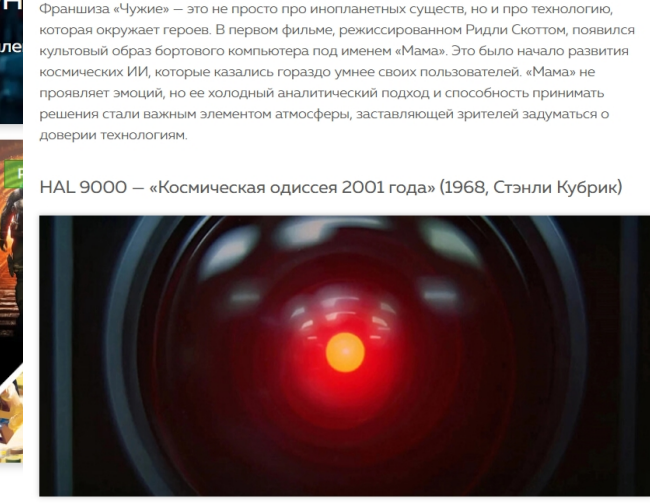 Франшиза «Чужие» — это не просто про инопланетных существ, но и про технологию,
которая окружает героев. В первом фильме, режиссированном Ридли Скоттом, появился
культовый образ бортового компьютера под именем «Мама». Это было начало развития
космических ИИ, которые казались гораздо умнее своих пользователей. «Мама» не
проявляет эмоций, но ее холодный аналитический подход и способность принимать
решения стали важным элементом атмосферы, заставляющей зрителей задуматься о
доверии технологиям.
HAL 9000 — «Космическая одиссея 2001 года» (1968, Стэнли Кубрик)